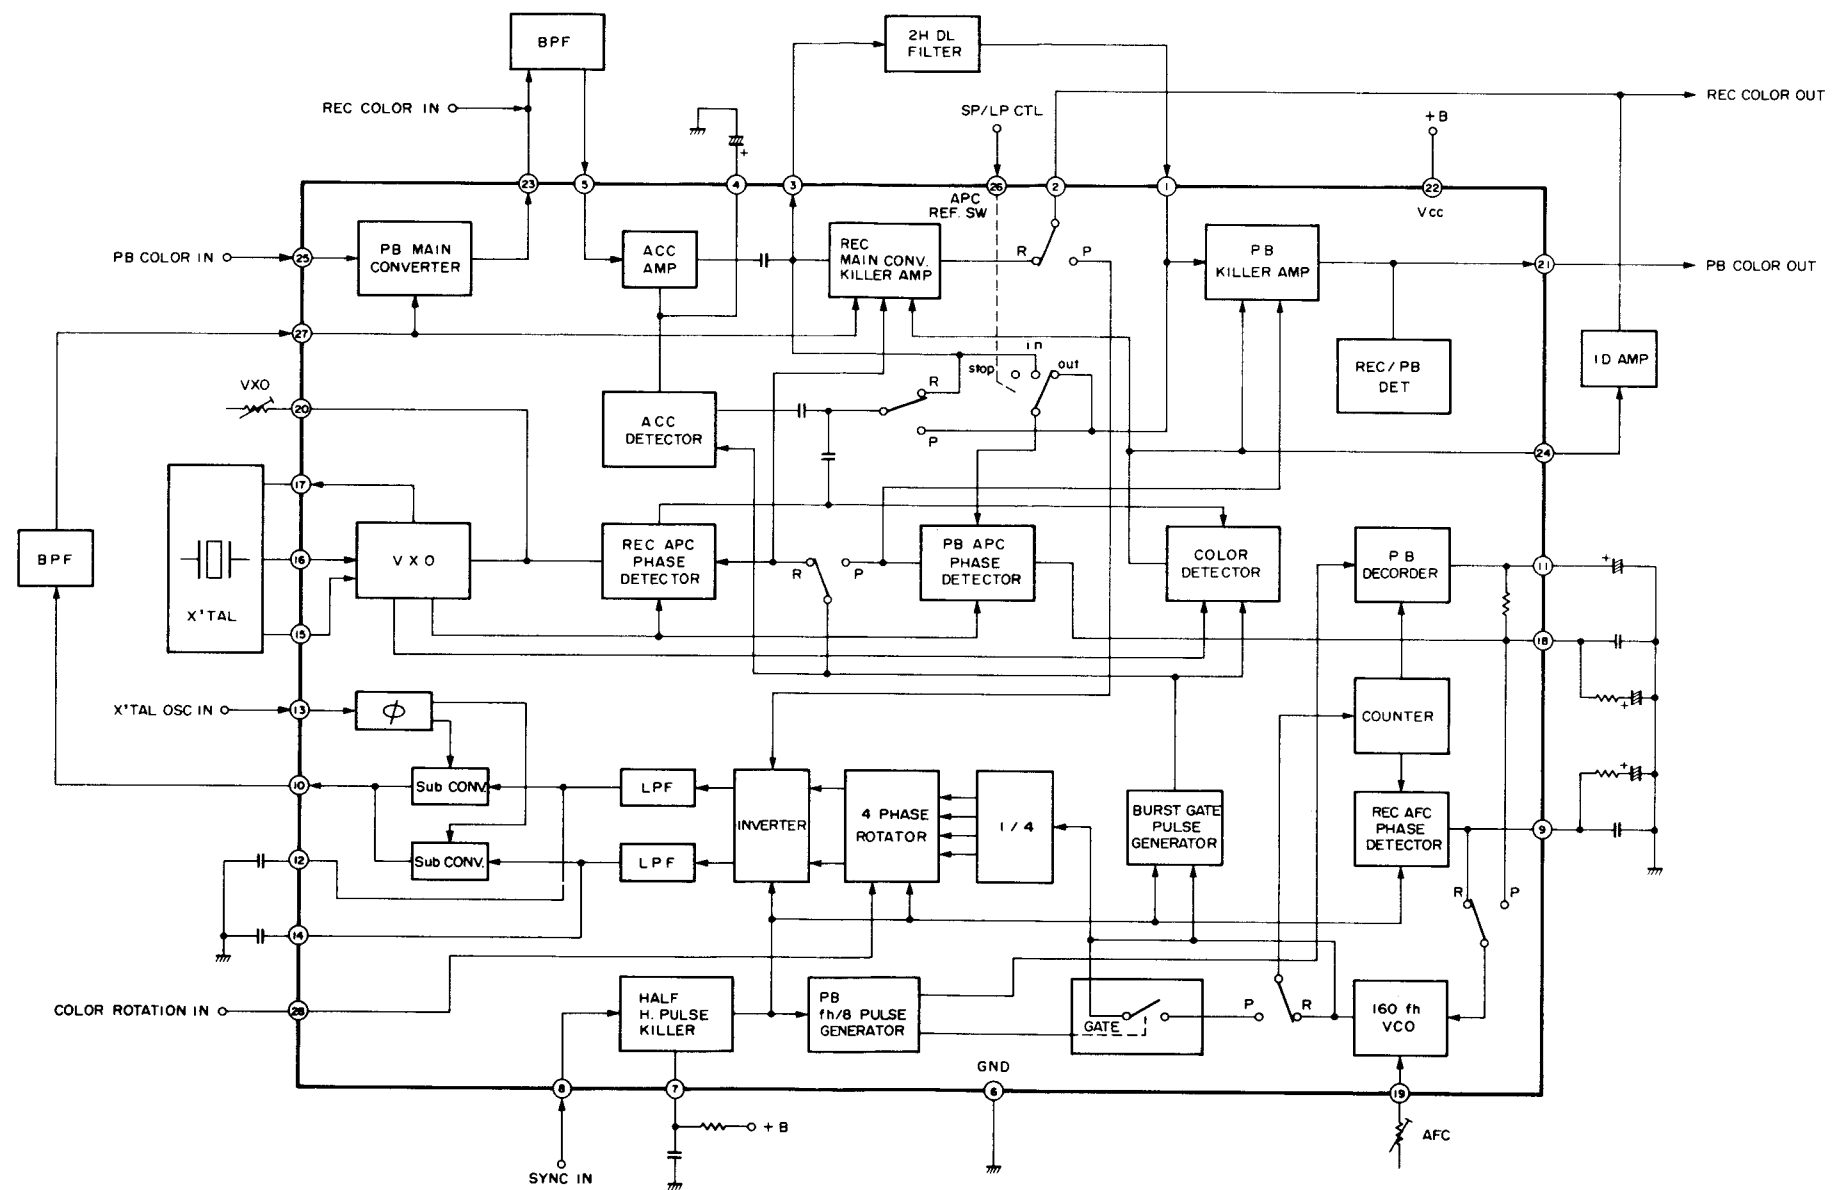 BPF
2H DL
FILTER
REC COLOR IN
SP/LP CTL
+B
REC COLOR OUT
+
23
5
4
3
26
2
1
22
APC
REF. SW
Vcc
PB COLOR IN
25
PB MAIN
CONVERTER
ACC
AMP
REC
MAIN CONV.
KILLER AMP
R
P
PB
KILLER AMP
21
PB COLOR OUT
27
in
stop
out
REC/PB
DET
ID AMP
VXO
20
ACC
DETECTOR
R
P
24
17
BPF
X'TAL
16
15
VXO
REC APC
PHASE
DETECTOR
R
P
PB APC
PHASE
DETECTOR
COLOR
DETECTOR
PB
DECORDER
11
+
18
+
X'TAL OSC IN
13
ϕ
COUNTER
10
Sub CONV.
LPF
INVERTER
4 PHASE
ROTATOR
1/4
BURST GATE
PULSE
GENERATOR
REC AFC
PHASE
DETECTOR
+
9
12
Sub CONV.
LPF
R
P
14
COLOR ROTATION IN
28
HALF
H. PULSE
KILLER
PB
fh/8 PULSE
GENERATOR
GATE
P
R
160 fh
VCO
GND
8
7
6
19
+B
AFC
SYNC IN